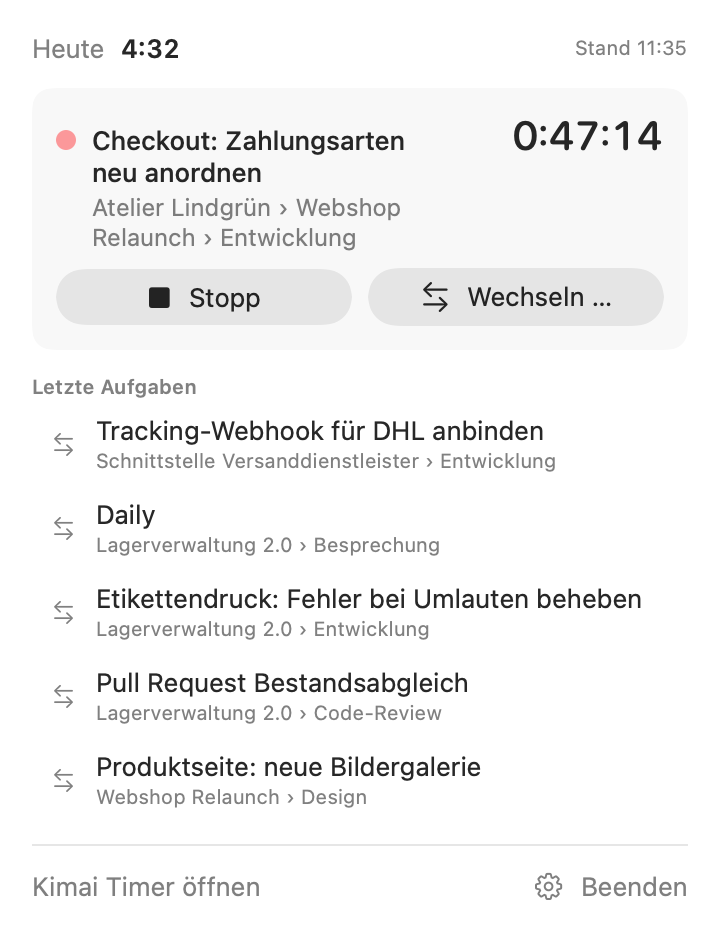 Heute 4:32
Stand 11:35
Checkout: Zahlungsarten
neu anordnen
0:47:14
Atelier Lindgrün › Webshop
Relaunch › Entwicklung
Stopp
Wechseln ...
Letzte Aufgaben
Tracking-Webhook für DHL anbinden
Schnittstelle Versanddienstleister › Entwicklung
Daily
Lagerverwaltung 2.0 › Besprechung
Etikettendruck: Fehler bei Umlauten beheben
Lagerverwaltung 2.0 › Entwicklung
Pull Request Bestandsabgleich
Lagerverwaltung 2.0 › Code-Review
Produktseite: neue Bildergalerie
Webshop Relaunch › Design
Kimai Timer öffnen
Beenden